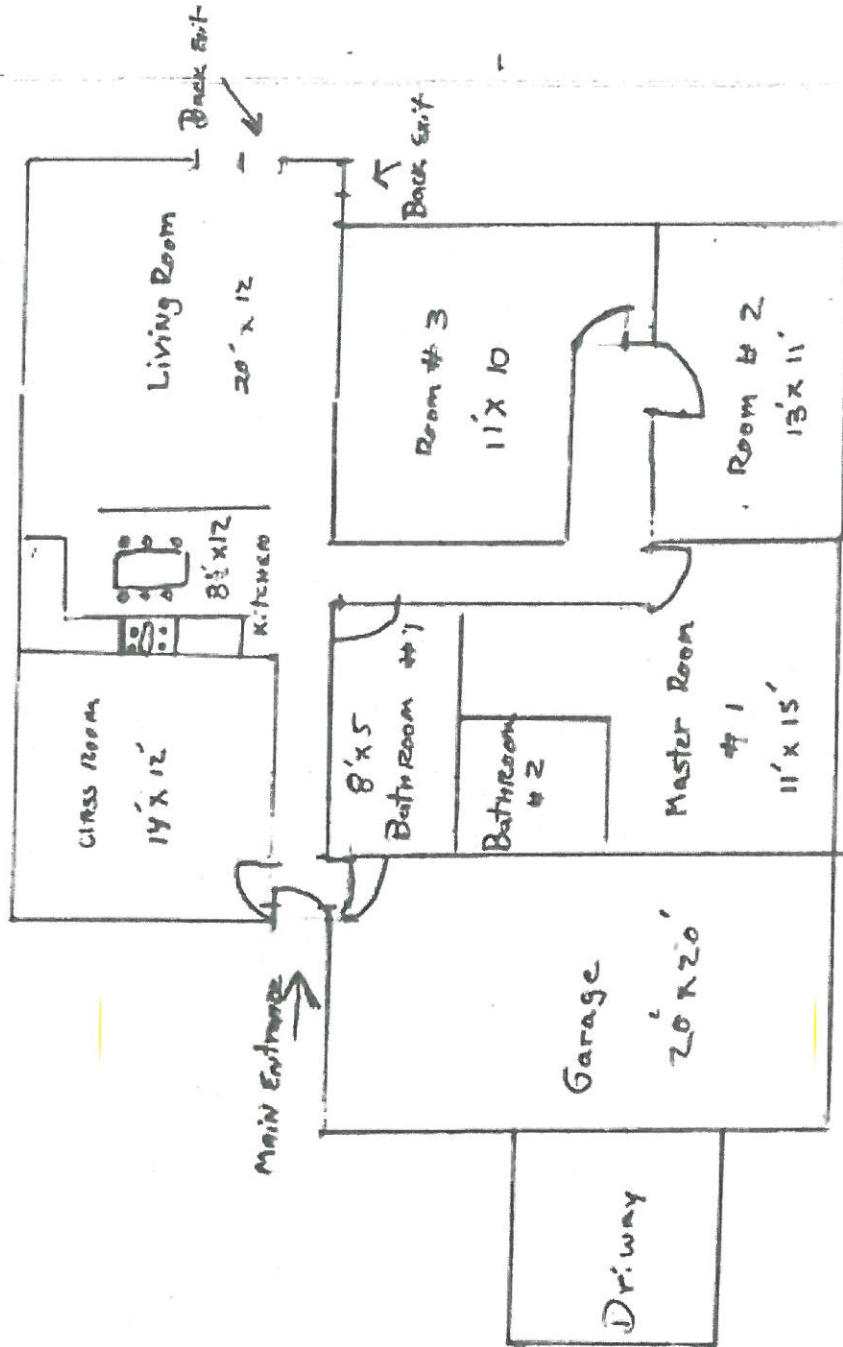 Class Room
14' x 12'
8½' x 12
Kitchen
Living Room
20' x 12
Back Exit
Main Entrance
8' x 5
Bathroom #1
Room # 3
11' x 10
Back Exit
Bathroom
# 2
Garage
20' x 20'
Master Room
# 1
11' x 15'
Room # 2
13' x 11'
Driway